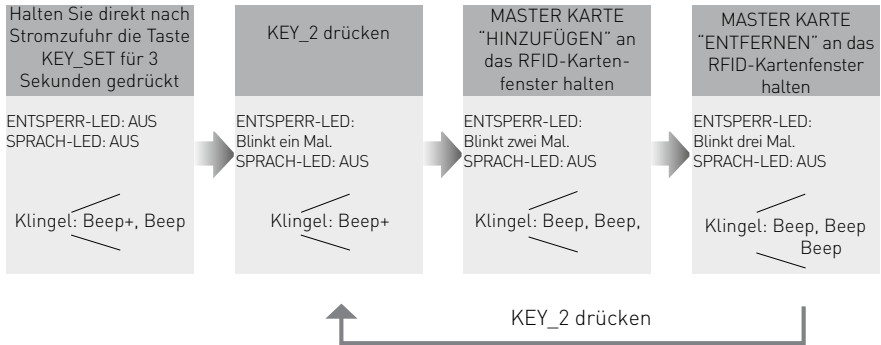 Halten Sie direkt nach
Stromzufuhr die Taste
KEY_SET für 3
Sekunden gedrückt
ENTSPERR-LED: AUS
SPRACH-LED: AUS
Klingel: Beep+, Beep
KEY_2 drücken
ENTSPERR-LED:
Blinkt ein Mal.
SPRACH-LED: AUS
Klingel: Beep+
MASTER KARTE
“HINZUFÜGEN” an
das RFID-Karten-
fenster halten
ENTSPERR-LED:
Blinkt zwei Mal.
SPRACH-LED: AUS
Klingel: Beep, Beep,
MASTER KARTE
“ENTFERNEN” an das
RFID-Kartenfenster
halten
ENTSPERR-LED:
Blinkt drei Mal.
SPRACH-LED: AUS
Klingel: Beep, Beep
Beep
KEY_2 drücken